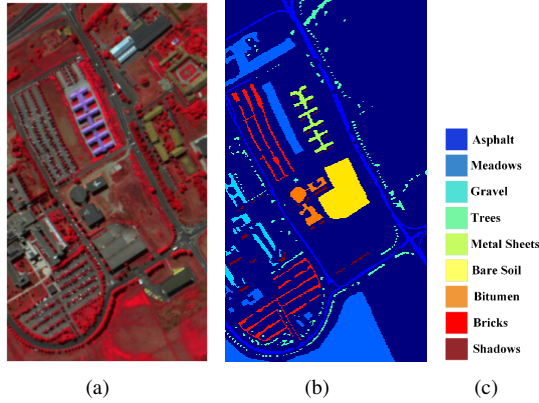 Asphalt
Meadows
Gravel
Trees
Metal Sheets
Bare Soil
Bitumen
Bricks
Shadows
(a)
(b)
(c)